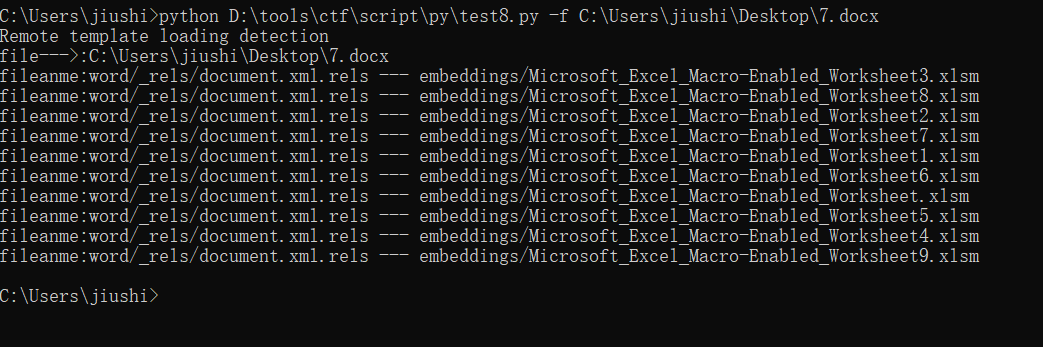 C:\Users\jiushi>python D:\tools\ctf\script\py\test8.py -f C:\Users\jiushi\Desktop\7.docx
Remote template loading detection
file--->:C:\Users\jiushi\Desktop\7.docx
fileanme:word/_rels/document.xml.rels --- embeddings/Microsoft_Excel_Macro-Enabled_Worksheet3.xlsm
fileanme:word/_rels/document.xml.rels --- embeddings/Microsoft_Excel_Macro-Enabled_Worksheet8.xlsm
fileanme:word/_rels/document.xml.rels --- embeddings/Microsoft_Excel_Macro-Enabled_Worksheet2.xlsm
fileanme:word/_rels/document.xml.rels --- embeddings/Microsoft_Excel_Macro-Enabled_Worksheet7.xlsm
fileanme:word/_rels/document.xml.rels --- embeddings/Microsoft_Excel_Macro-Enabled_Worksheet1.xlsm
fileanme:word/_rels/document.xml.rels --- embeddings/Microsoft_Excel_Macro-Enabled_Worksheet6.xlsm
fileanme:word/_rels/document.xml.rels --- embeddings/Microsoft_Excel_Macro-Enabled_Worksheet.xlsm
fileanme:word/_rels/document.xml.rels --- embeddings/Microsoft_Excel_Macro-Enabled_Worksheet5.xlsm
fileanme:word/_rels/document.xml.rels --- embeddings/Microsoft_Excel_Macro-Enabled_Worksheet4.xlsm
fileanme:word/_rels/document.xml.rels --- embeddings/Microsoft_Excel_Macro-Enabled_Worksheet9.xlsm
C:\Users\jiushi>